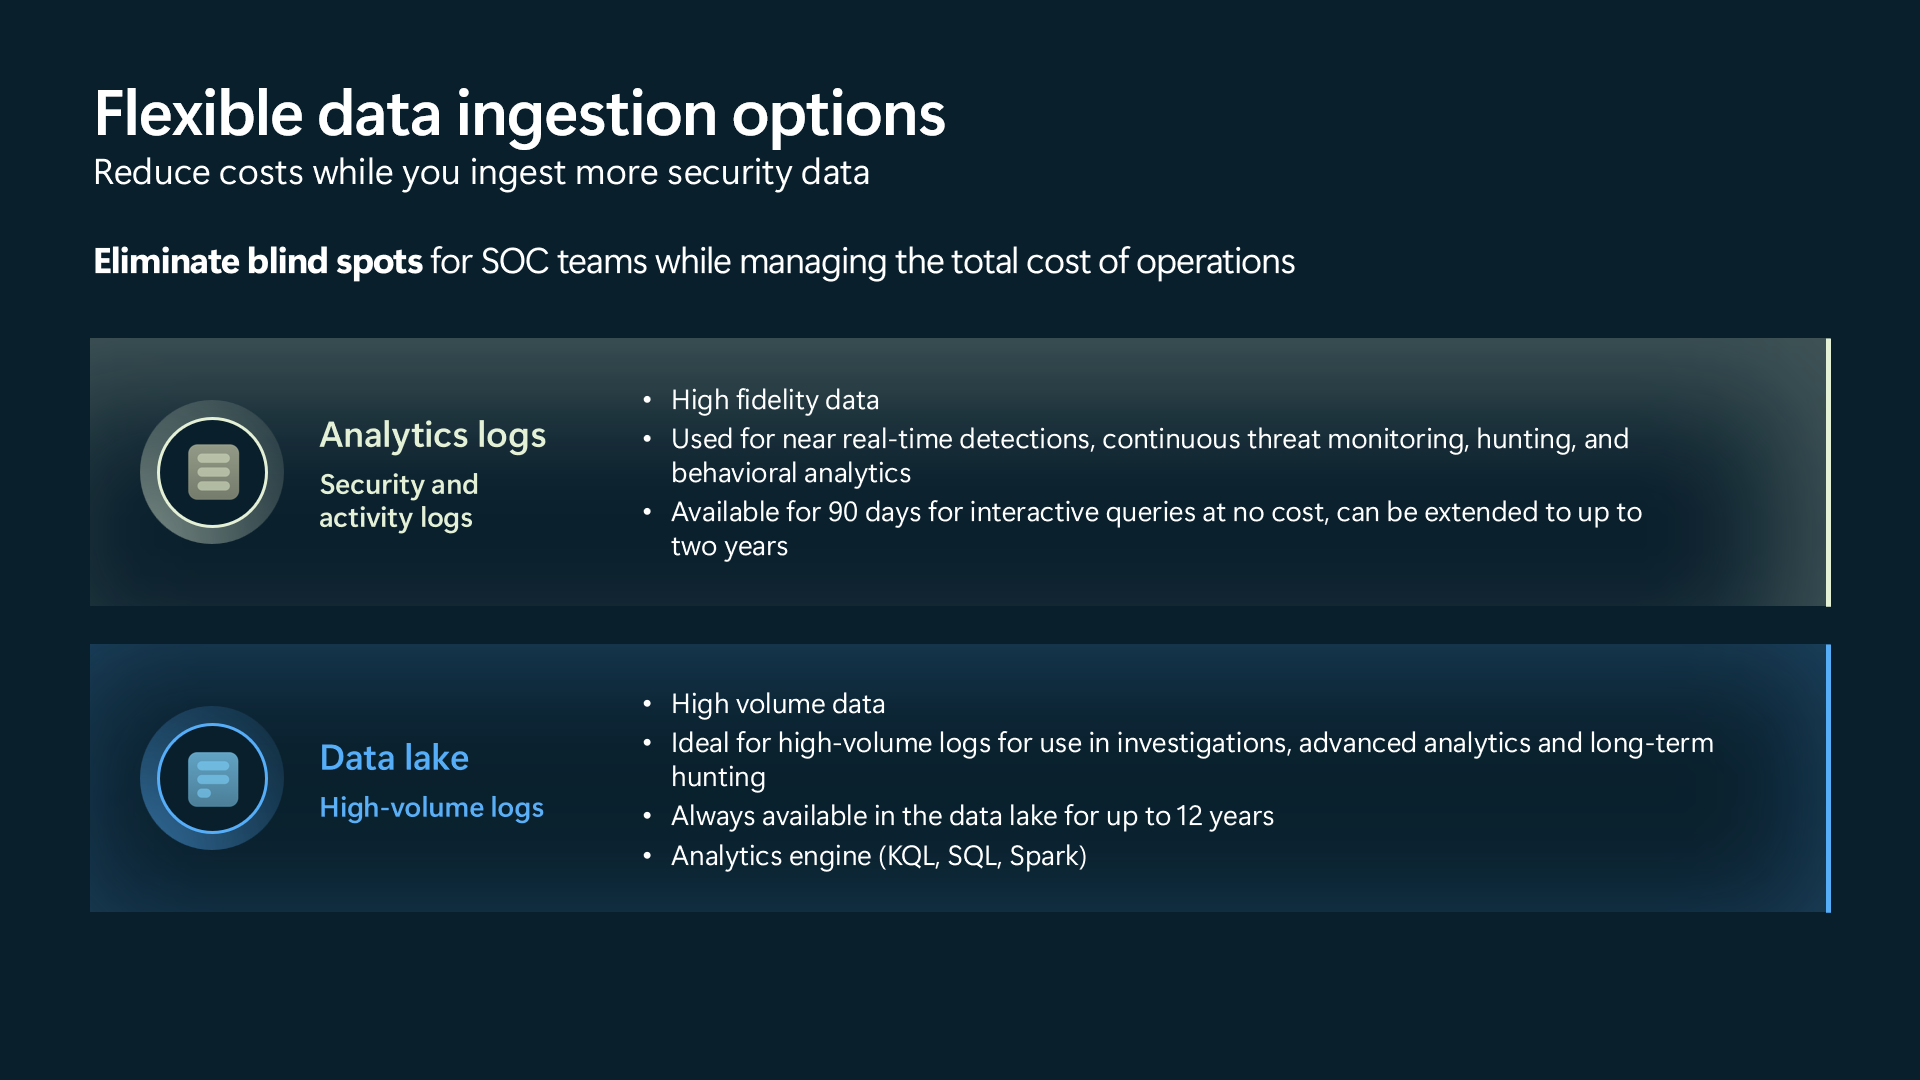 Flexible data ingestion options
Reduce costs while you ingest more security data
Eliminate blind spots for SOC teams while managing the total cost of operations
Analytics logs
Security and
activity logs
• High fidelity data
• Used for near real-time detections, continuous threat monitoring, hunting, and
behavioral analytics
• Available for 90 days for interactive queries at no cost, can be extended to up to
two years
Data lake
High-volume logs
• High volume data
• Ideal for high-volume logs for use in investigations, advanced analytics and long-term
hunting
• Always available in the data lake for up to 12 years
• Analytics engine (KQL, SQL, Spark)